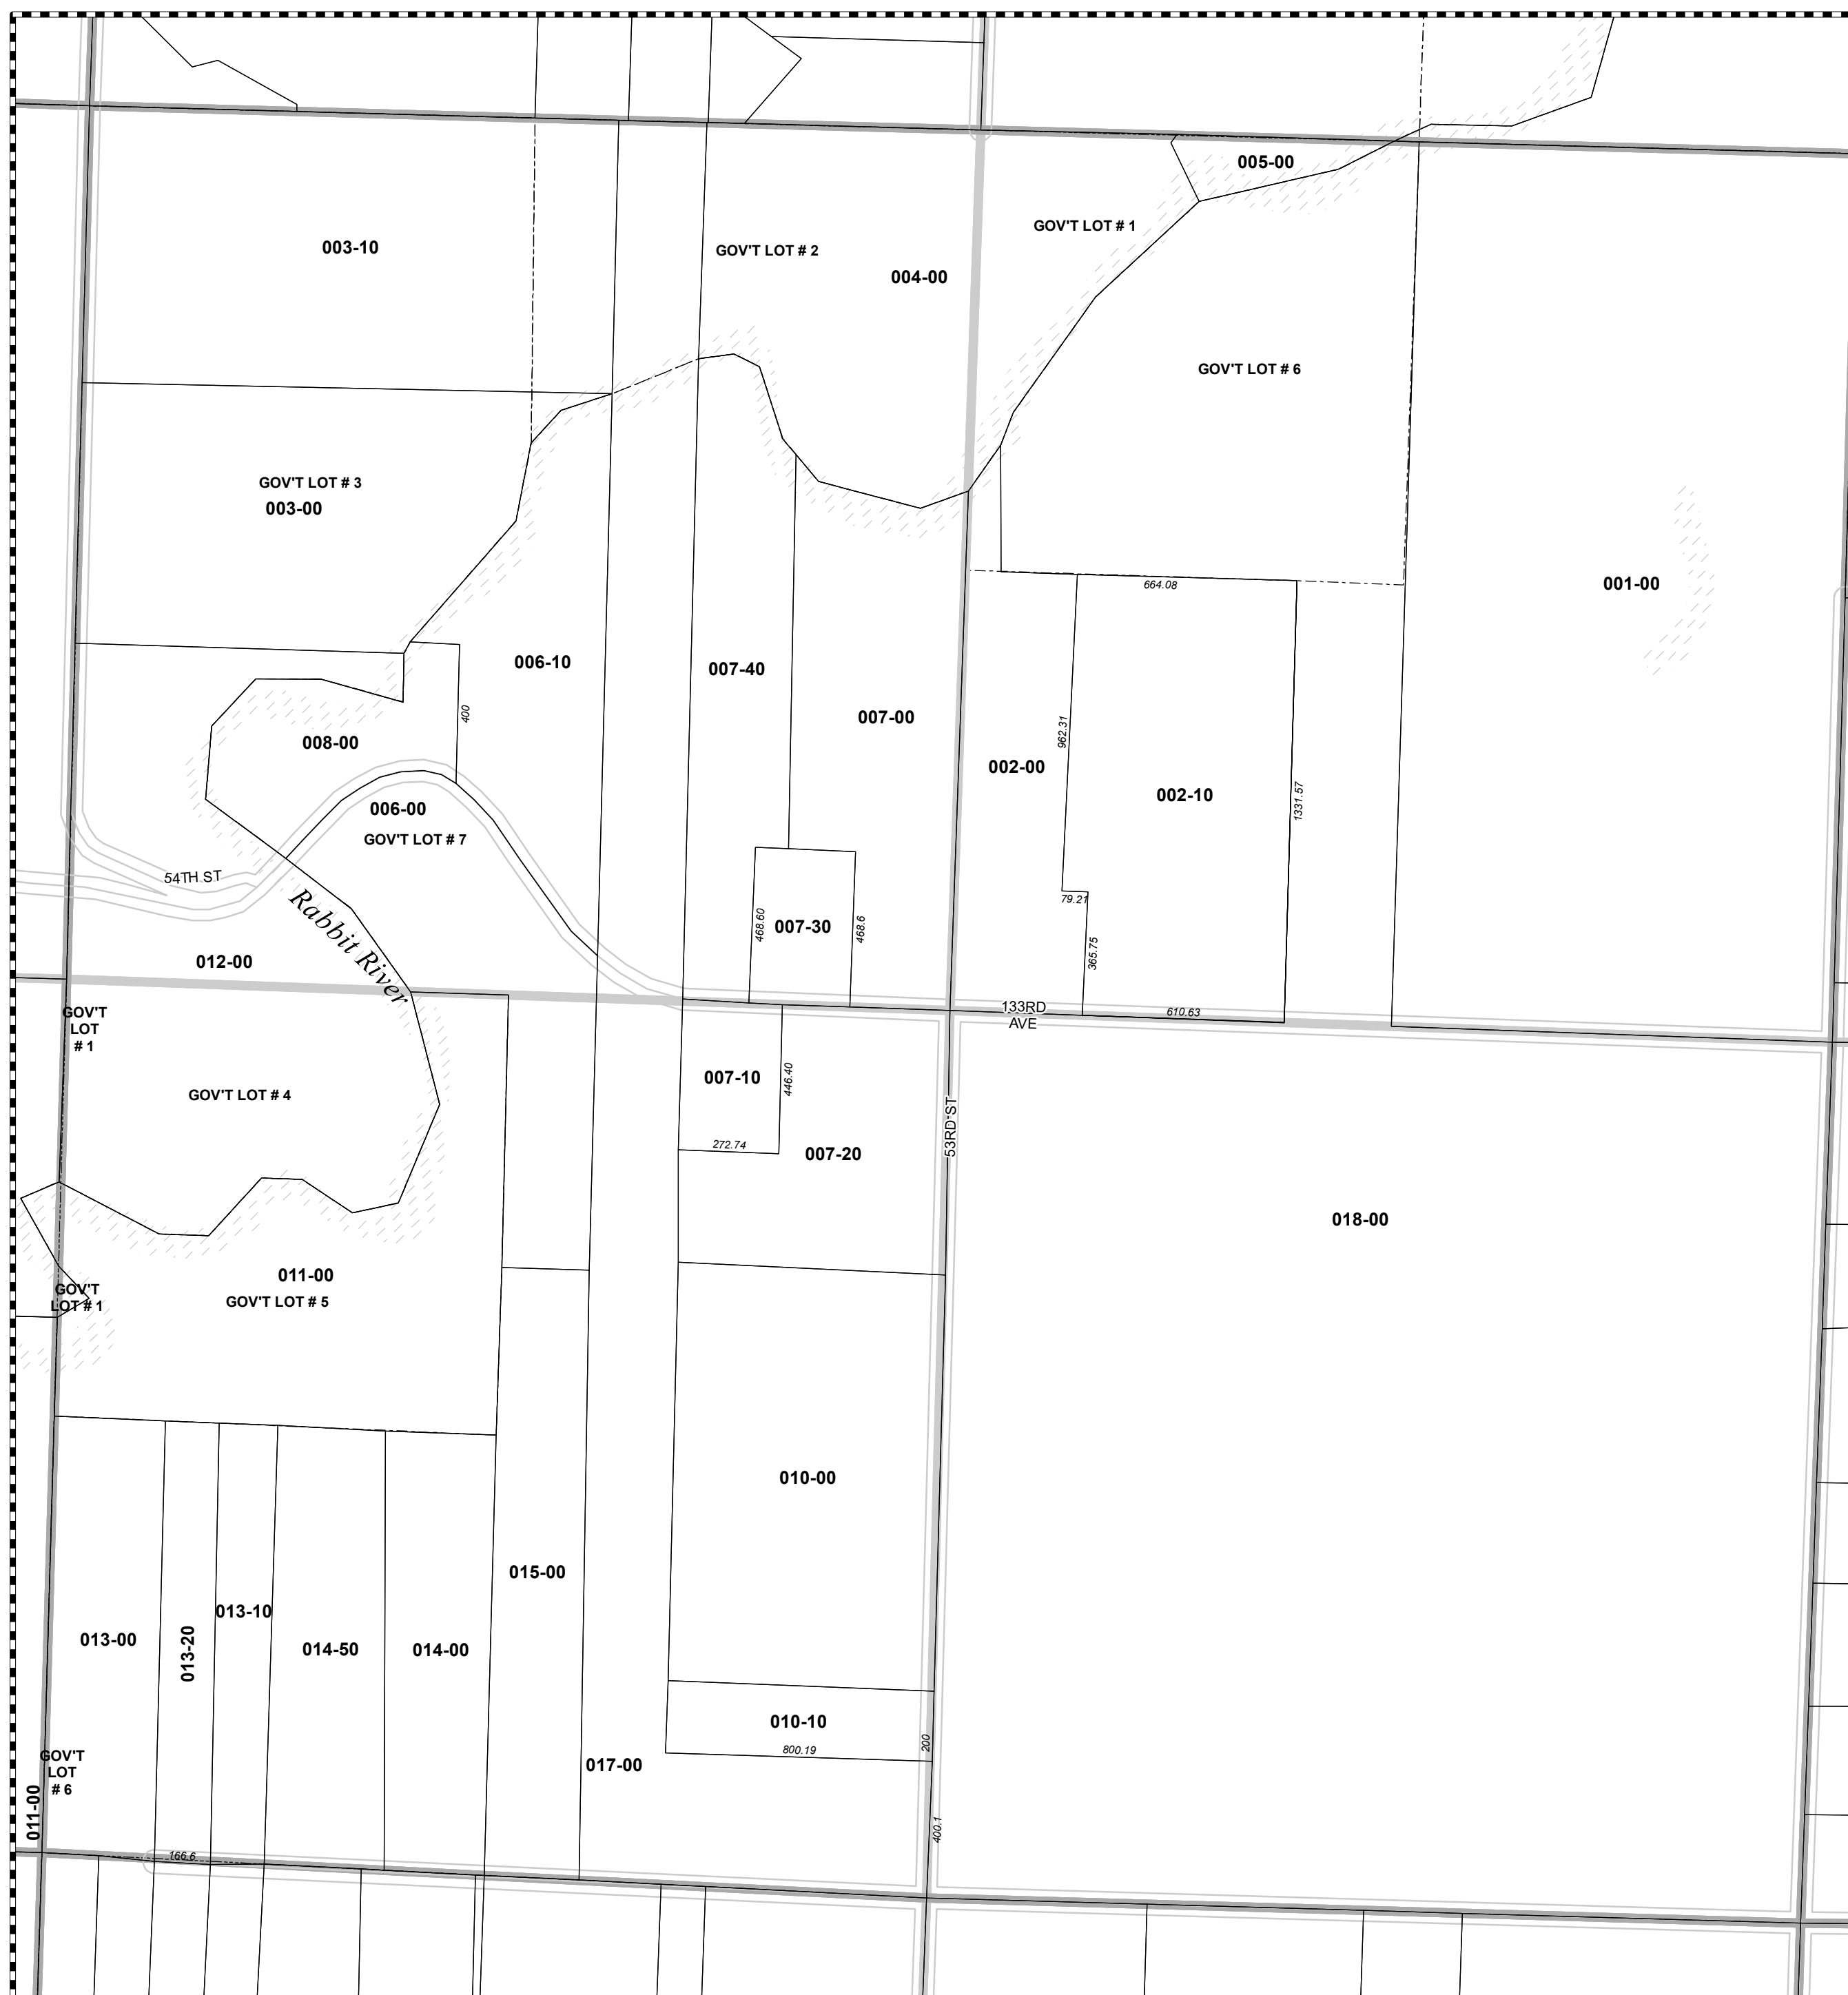 005-00
GOV'T LOT # 1
003-10
GOV'T LOT # 2
004-00
GOV'T LOT # 6
GOV'T LOT # 3
003-00
001-00
664.08
006-10
007-40
400
007-00
962.31
008-00
002-00
002-10
1331.57
006-00
GOV'T LOT # 7
54TH ST
79.21
Rabbit River
468.60
007-30
468.6
365.75
012-00
133RD
AVE
610.63
GOV'T
LOT
# 1
007-10
446.40
GOV'T LOT # 4
53RD ST
272.74
007-20
018-00
011-00
GOV'T LOT # 5
GOV'T
LOT # 1
010-00
015-00
013-10
013-00
013-20
014-50
014-00
010-10
200
800.19
017-00
GOV'T
LOT
# 6
011-00
400.1
166.6